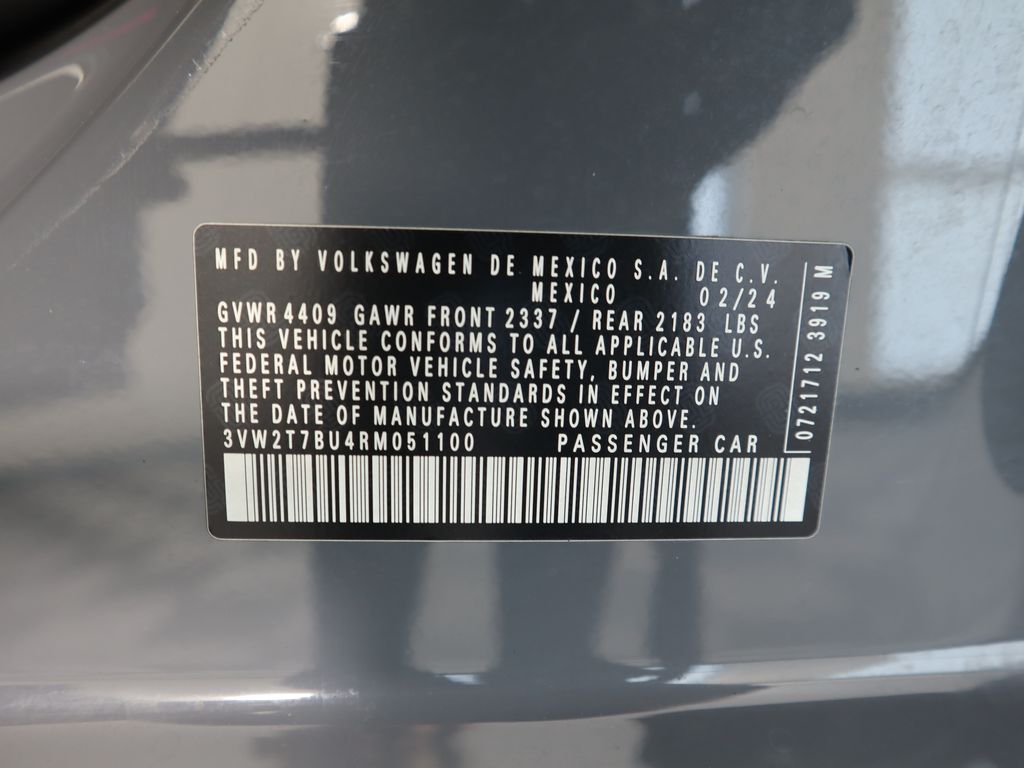 MFD BY VOLKSWAGEN DE MEXICO S.A. DE C.V.
MEXICO 02/24
GVWR 4409 GAWR FRONT 2337 / REAR 2183 LBS
THIS VEHICLE CONFORMS TO ALL APPLICABLE U.S.
FEDERAL MOTOR VEHICLE SAFETY, BUMPER AND
THEFT PREVENTION STANDARDS IN EFFECT ON
THE DATE OF MANUFACTURE SHOWN ABOVE.
3VW2T7BU4RM051100 PASSENGER CAR
0721712 3919 M